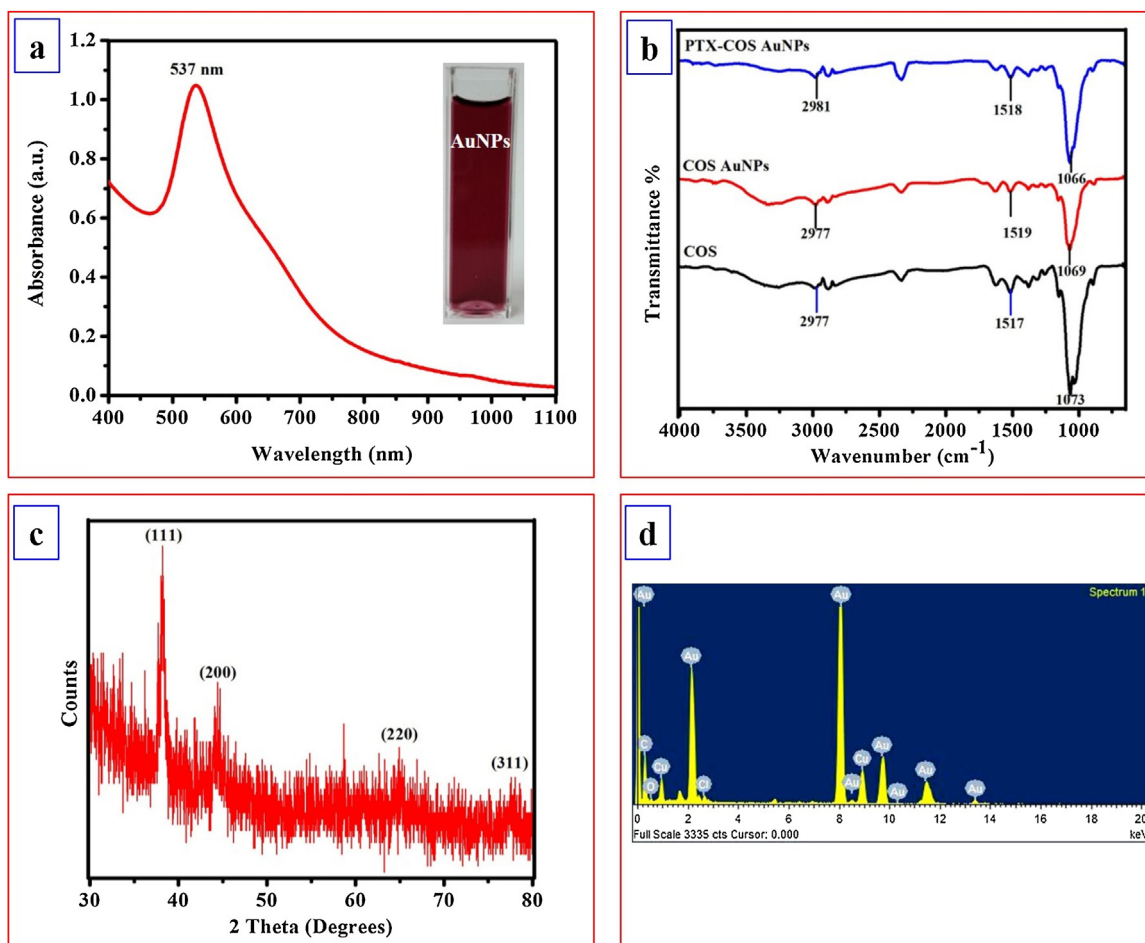 a
1.2
1.0
0.8
0.6
0.4
0.2
0.0
Absorbance (a.u.)
537 nm
AuNPs
400 500 600 700 800 900 1000 1100
Wavelength (nm)
b
PTX-COS AuNPs
2981
1518
1066
COS AuNPs
2977
1519
1069
COS
2977
1517
1073
Transmittance %
4000 3500 3000 2500 2000 1500 1000
Wavenumber (cm⁻¹)
c
(111)
(200)
(220)
(311)
Counts
30 40 50 60 70 80
2 Theta (Degrees)
d
Spectrum 1
Au
C
O
Cu
Au
Cl
Au
Au
Cu
Au
Au
Au
Au
0 2 4 6 8 10 12 14 16 18 20
Full Scale 3335 cts Cursor: 0.000
keV